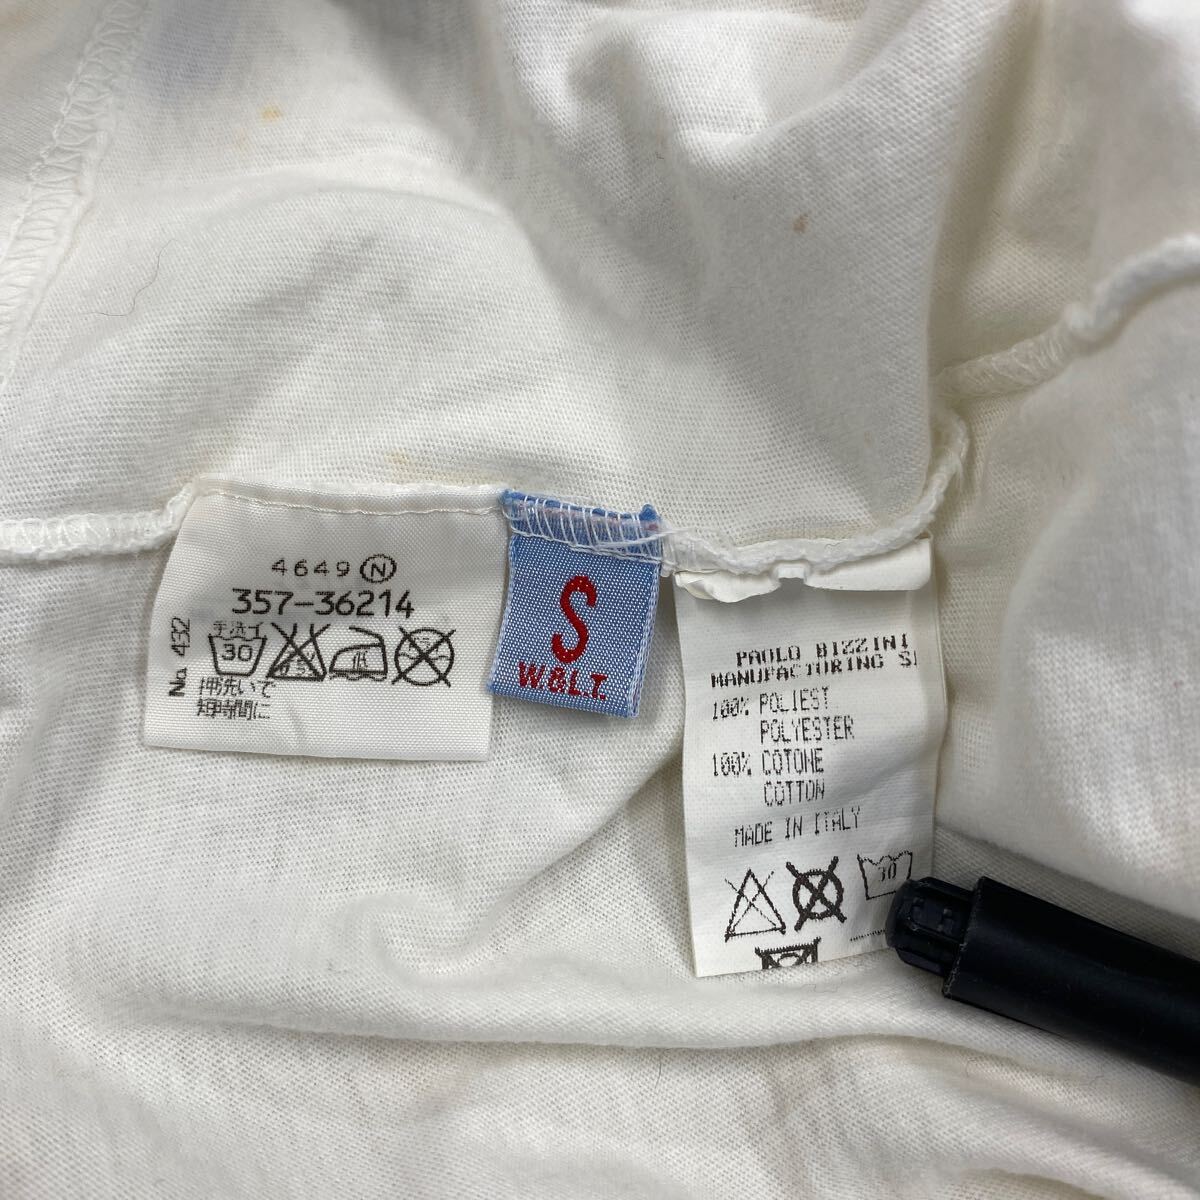 4649 N
357-36214
No. 432
手洗イ
30
低
押洗いで
短時間に
S
W.&L.T.
PAOLO BIZZINI
MANUFACTURING
100% POLIEST
POLYESTER
100% COTONE
COTTON
MADE IN ITALY
30